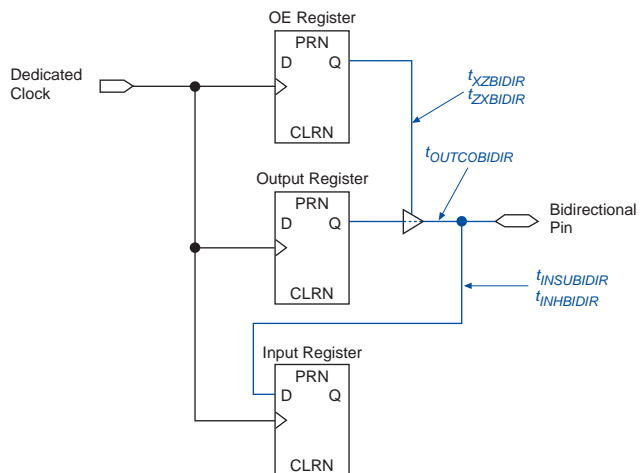 OE Register
PRN
D Q
CLRN
Dedicated
Clock
tXZBIDIR
tZXBIDIR
tOUTCOBIDIR
Output Register
PRN
D Q
CLRN
Bidirectional
Pin
tINSUBIDIR
tINHBIDIR
Input Register
PRN
D Q
CLRN